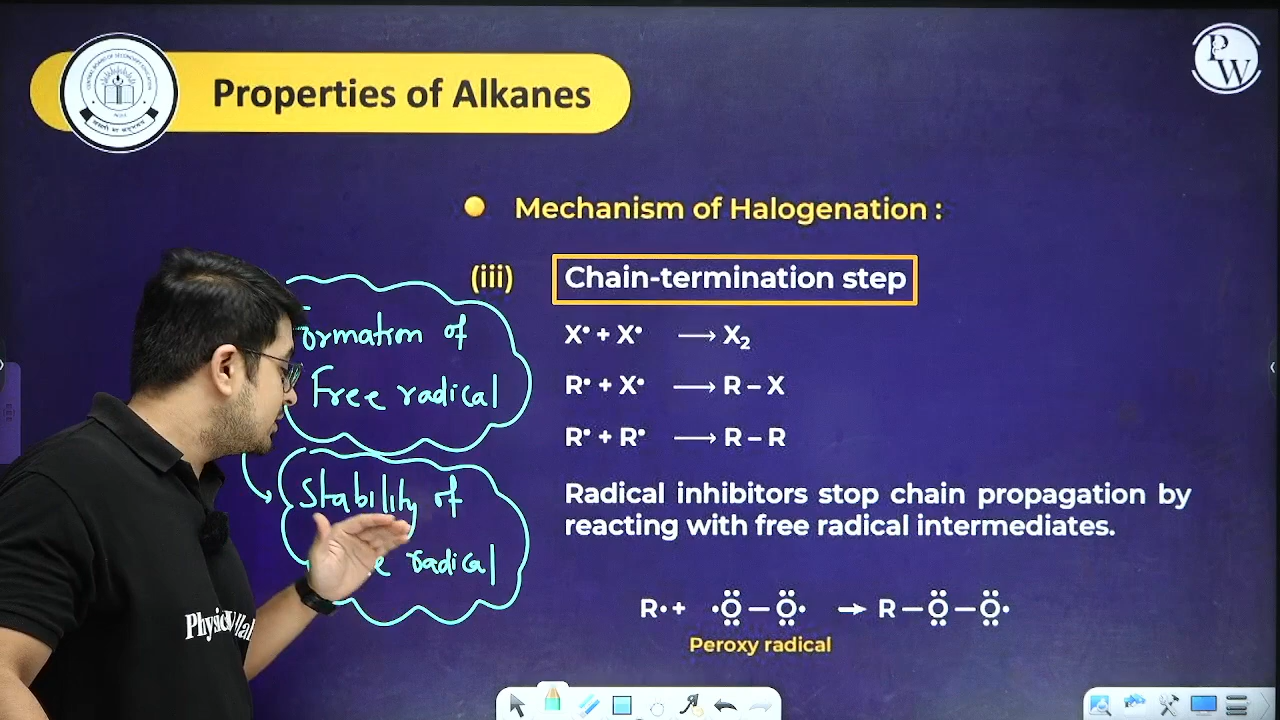 Properties of Alkanes
PW
Mechanism of Halogenation :
(iii) Chain-termination step
X• + X• ⟶ X₂
R• + X• ⟶ R – X
R• + R• ⟶ R – R
Radical inhibitors stop chain propagation by
reacting with free radical intermediates.
R• + •Ö – Ö• → R – Ö – Ö•
Peroxy radical
ormation of
Free radical
Stability of
radical